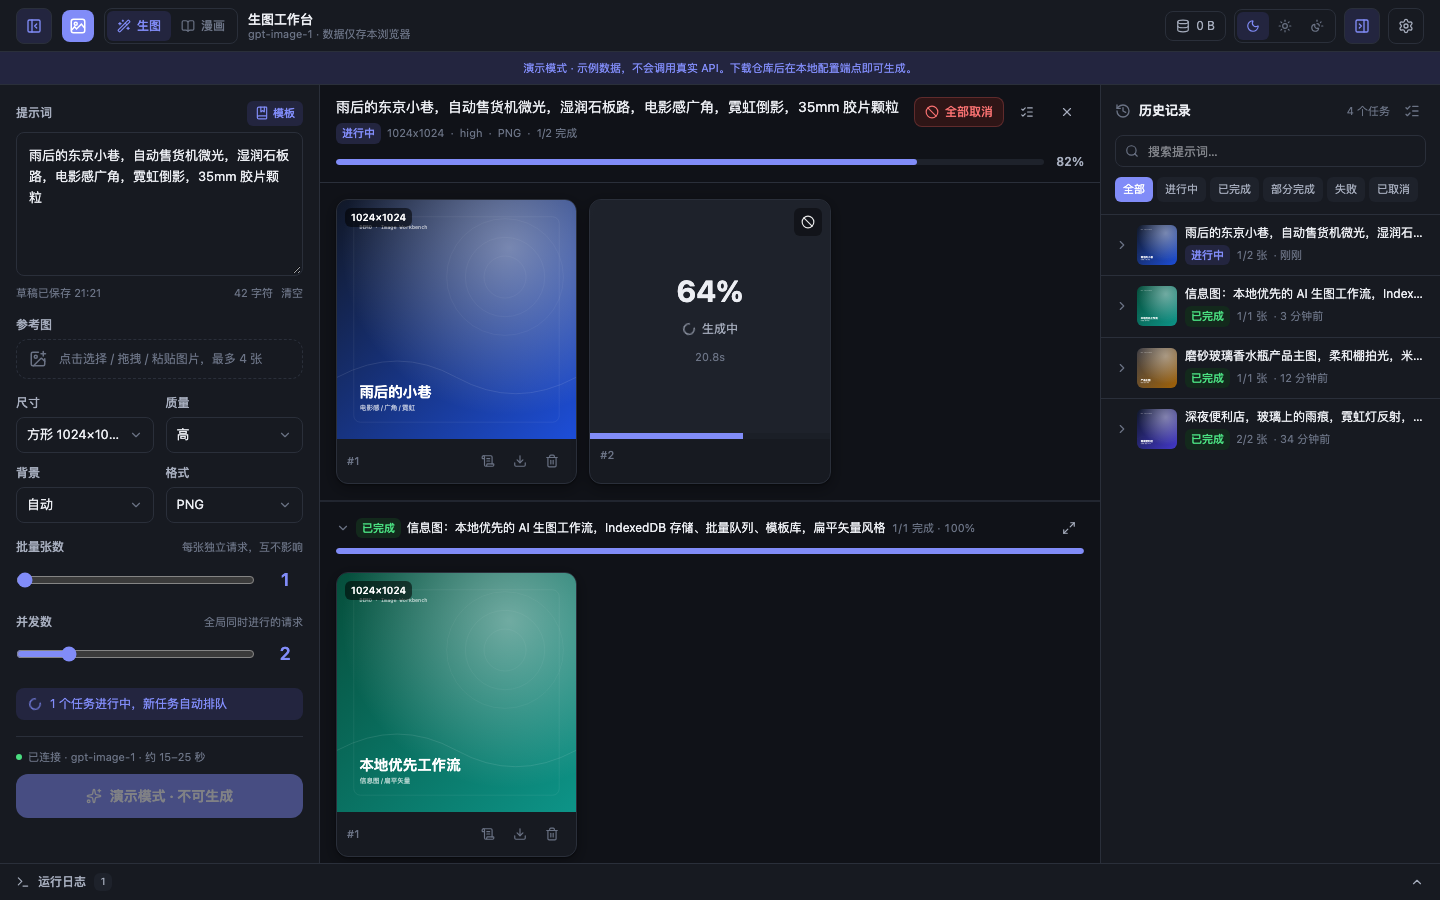 生图
漫画
生图工作台
gpt-image-1 · 数据仅存本浏览器
0 B
演示模式 · 示例数据，不会调用真实 API。下载仓库后在本地配置端点即可生成。
提示词
模板
雨后的东京小巷，自动售货机微光，湿润石板
路，电影感广角，霓虹倒影，35mm 胶片颗
粒
草稿已保存 21:21
42 字符
清空
参考图
点击选择 / 拖拽 / 粘贴图片，最多 4 张
尺寸
质量
方形 1024×10...
高
背景
格式
自动
PNG
批量张数
每张独立请求，互不影响
1
并发数
全局同时进行的请求
2
1 个任务进行中，新任务自动排队
已连接 · gpt-image-1 · 约 15–25 秒
演示模式 · 不可生成
雨后的东京小巷，自动售货机微光，湿润石板路，电影感广角，霓虹倒影，35mm 胶片颗粒
全部取消
进行中
1024x1024 · high · PNG · 1/2 完成
82%
1024×1024
雨后的小巷
电影感 / 广角 / 霓虹
#1
64%
生成中
20.8s
#2
已完成
信息图：本地优先的 AI 生图工作流，IndexedDB 存储、批量队列、模板库，扁平矢量风格
1/1 完成 · 100%
1024×1024
本地优先工作流
信息图 / 扁平矢量
#1
历史记录
4 个任务
搜索提示词...
全部
进行中
已完成
部分完成
失败
已取消
雨后的东京小巷，自动售货机微光，湿润石...
进行中
1/2 张 · 刚刚
信息图：本地优先的 AI 生图工作流，Index...
已完成
1/1 张 · 3 分钟前
磨砂玻璃香水瓶产品主图，柔和棚拍光，米...
已完成
1/1 张 · 12 分钟前
深夜便利店，玻璃上的雨痕，霓虹灯反射，...
已完成
2/2 张 · 34 分钟前
运行日志
1